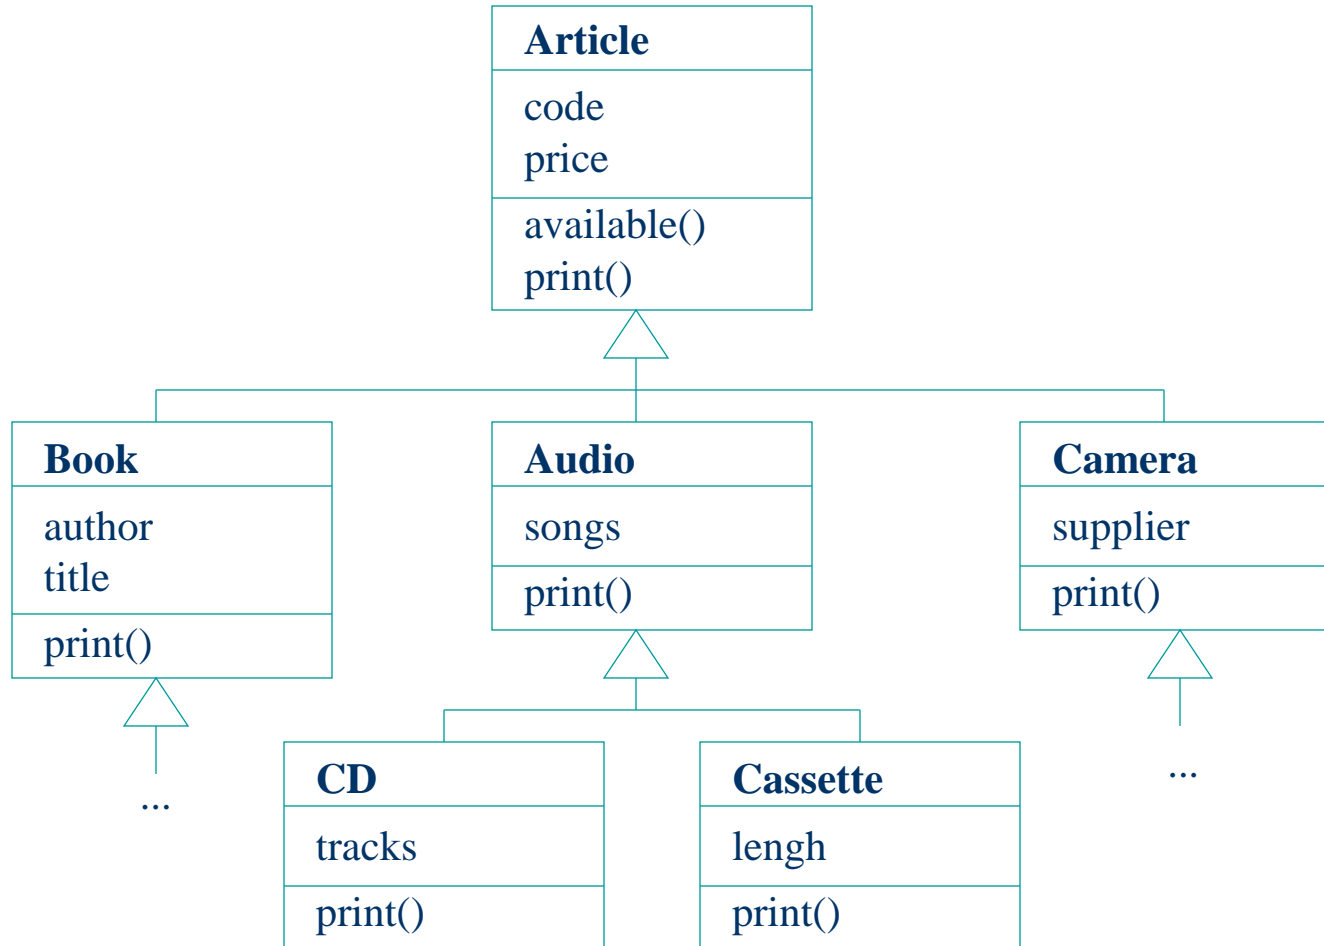 Article
code
price
available()
print()
Book
author
title
print()
...
Audio
songs
print()
Camera
supplier
print()
...
CD
tracks
print()
Cassette
lengh
print()